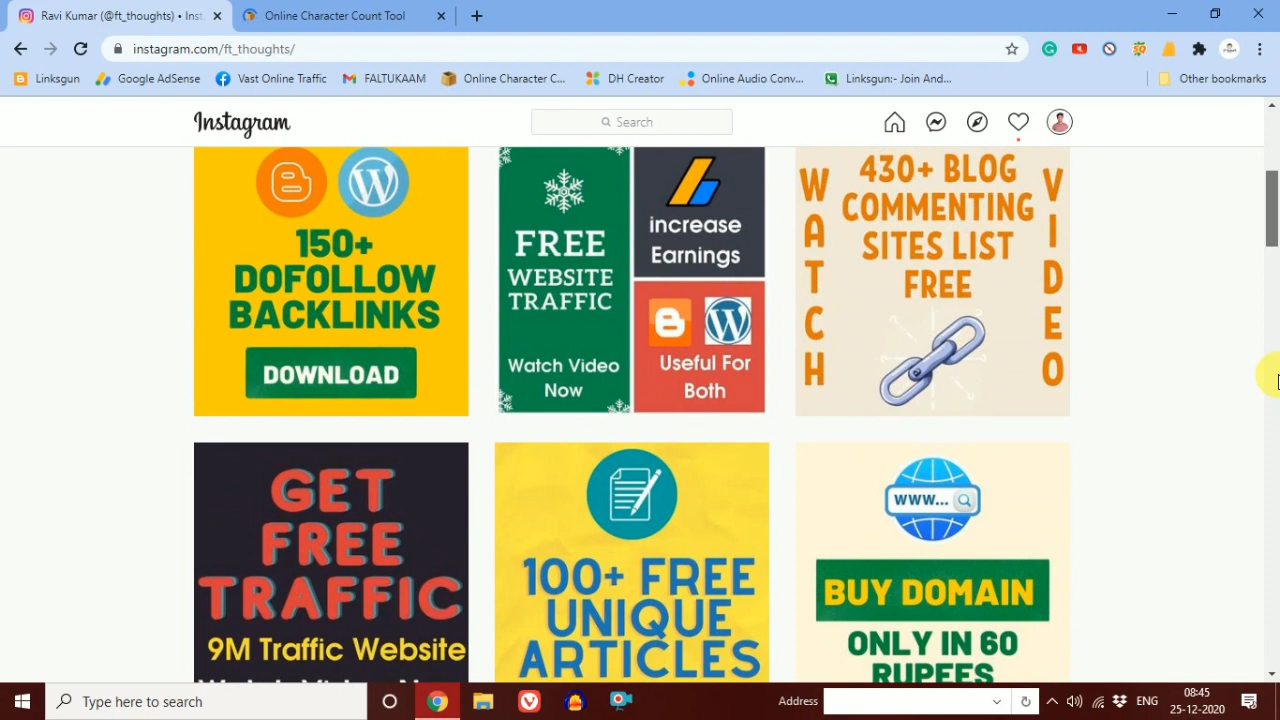 Ravi Kumar (@ft_thoughts) • Inst
Online Character Count Tool
instagram.com/ft_thoughts/
Linksgun
Google AdSense
Vast Online Traffic
FALTUKAAM
Online Character C...
DH Creator
Online Audio Conv...
Linksgun:- Join And...
Other bookmarks
Instagram
Search
150+
DOFOLLOW
BACKLINKS
DOWNLOAD
FREE
WEBSITE
TRAFFIC
Watch Video
Now
increase
Earnings
Useful For
Both
WATCH
430+ BLOG
COMMENTING
SITES LIST
FREE
VIDEO
GET
FREE
TRAFFIC
9M Traffic Website
100+ FREE
UNIQUE
ARTICLES
WWW...
BUY DOMAIN
ONLY IN 60
RUPEES
Type here to search
Address
ENG
08:45
25-12-2020